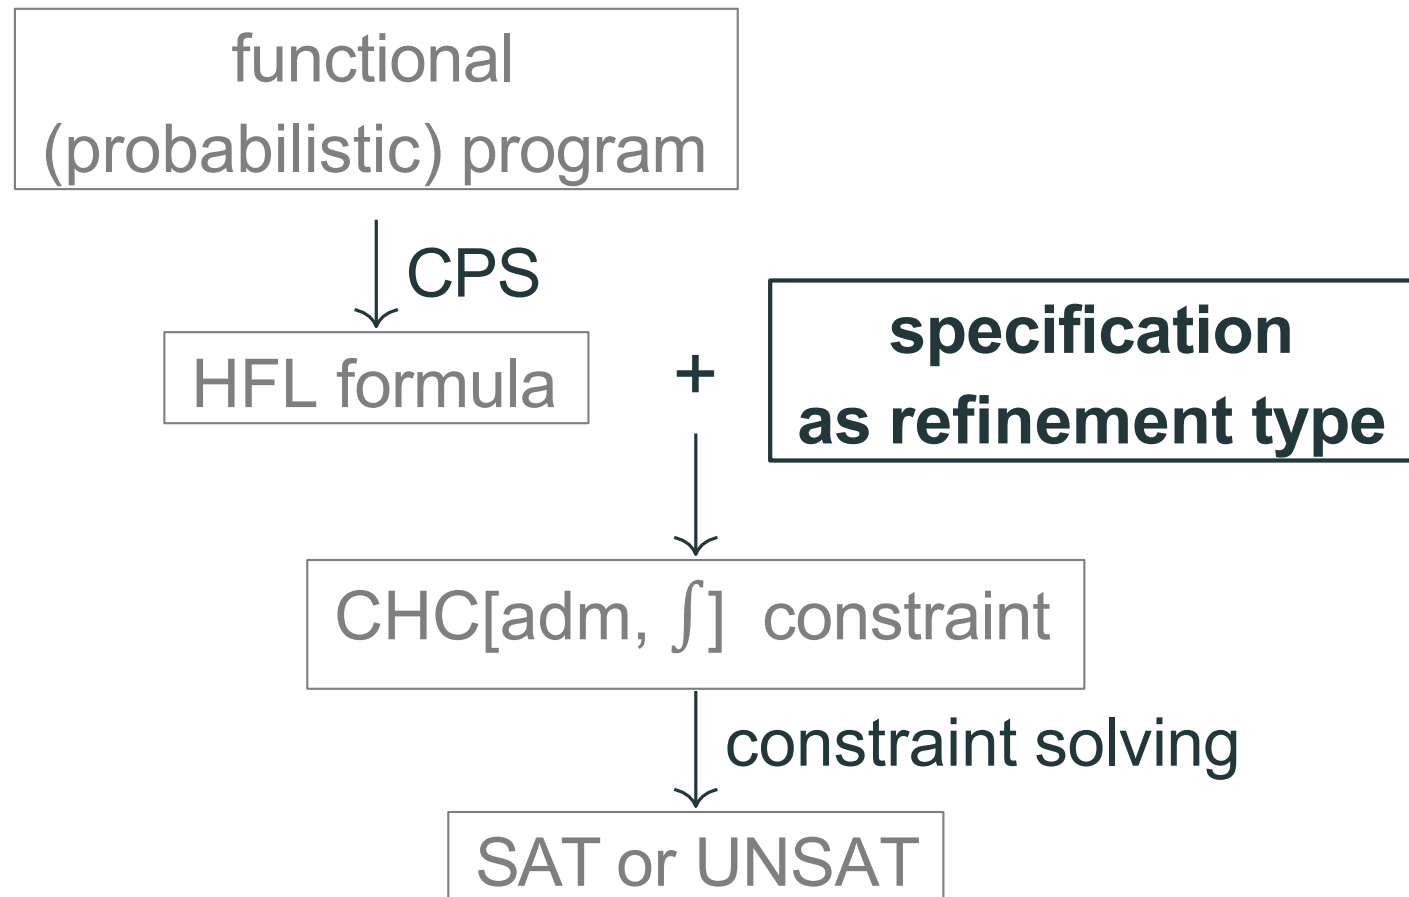 functional
(probabilistic) program
CPS
HFL formula
+
specification
as refinement type
CHC[adm, ∫] constraint
constraint solving
SAT or UNSAT